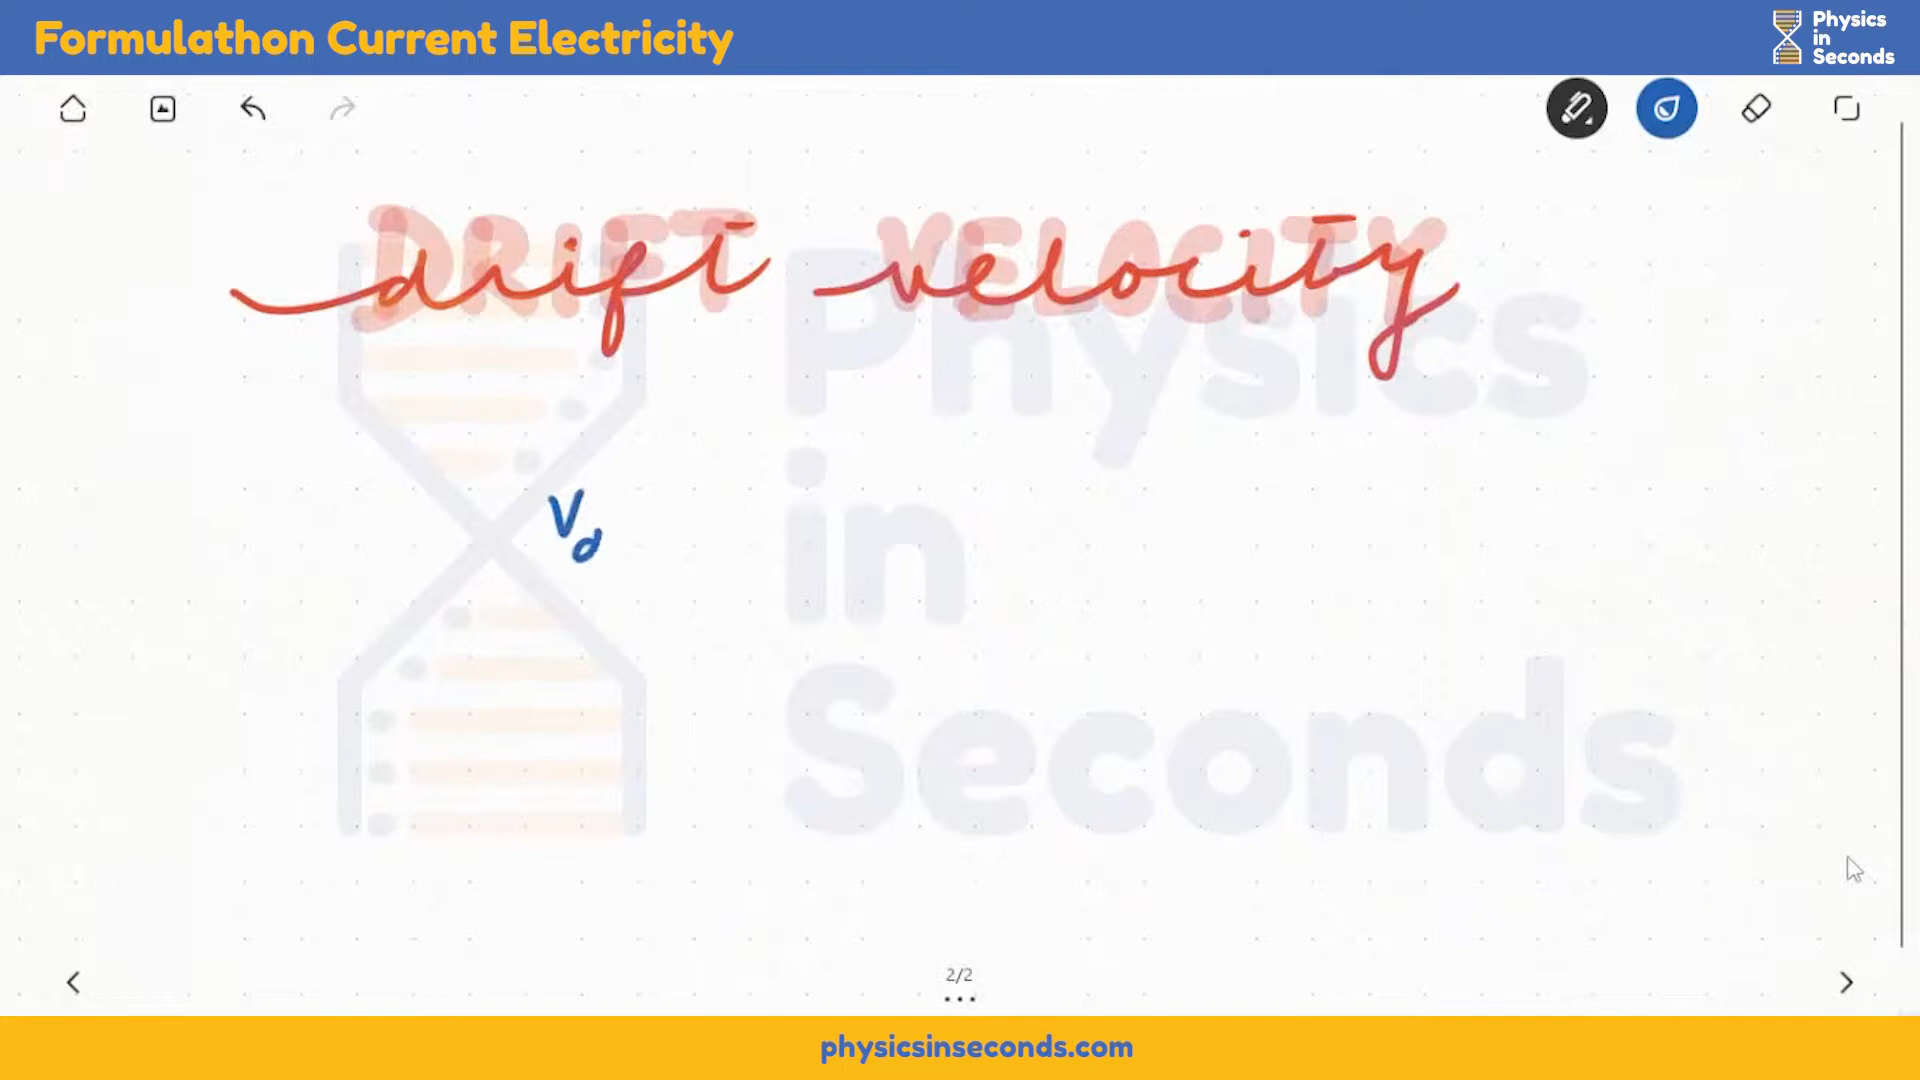 Formulathon Current Electricity
Physics
in
Seconds
DRIFT VELOCITY
drift velocity
Physics
in
Seconds
Vd
2/2
physicsinseconds.com